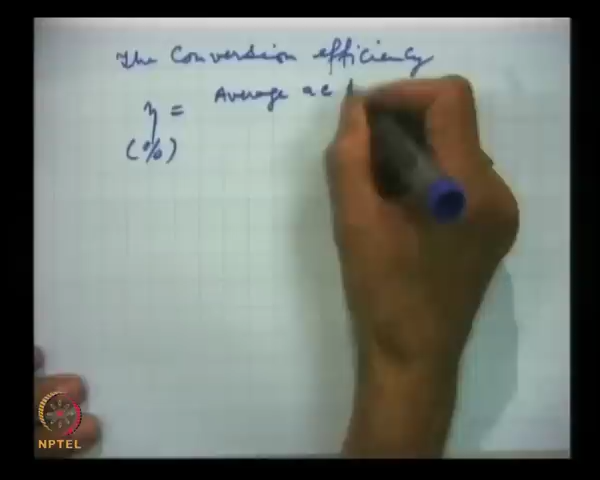 The conversion efficiency
Average ac
η =
(%)
NPTEL